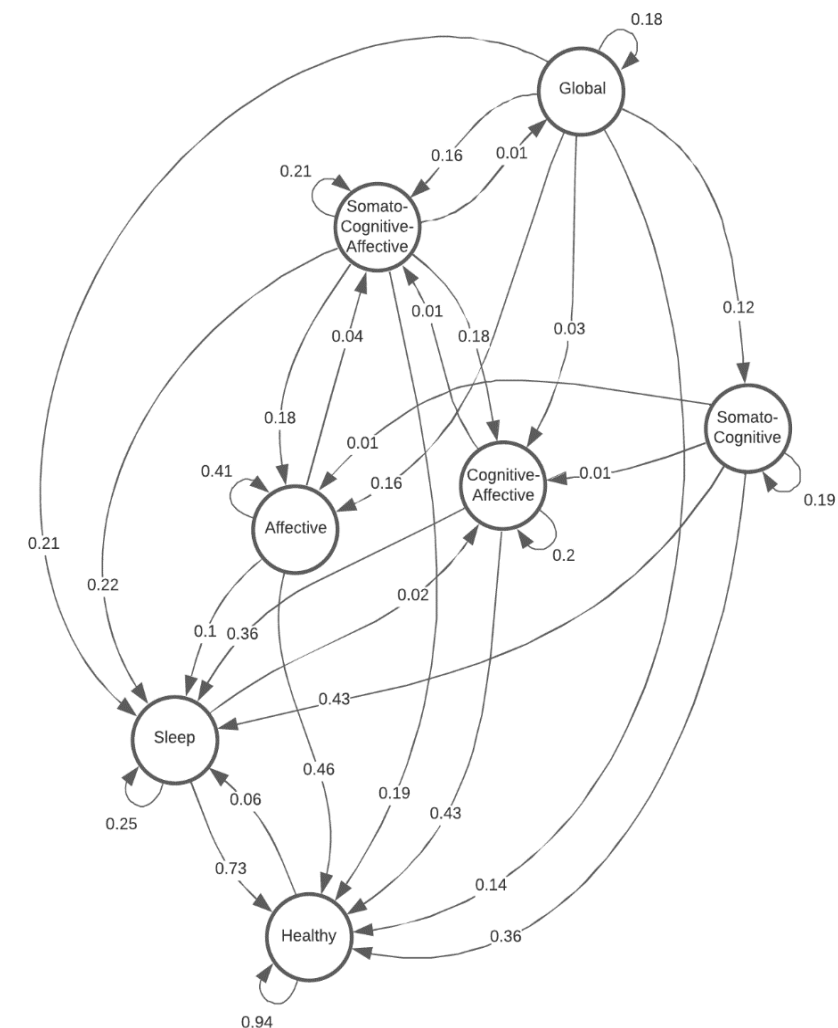 0.18
Global
0.16
0.01
0.21
Somato-
Cognitive-
Affective
0.12
0.01
0.03
0.04
0.18
Somato-
Cognitive
0.18
0.01
0.41
0.16
Cognitive-
Affective
0.01
0.19
Affective
0.2
0.21
0.22
0.02
0.1
0.36
0.43
Sleep
0.46
0.06
0.19
0.25
0.43
0.73
0.14
Healthy
0.36
0.94